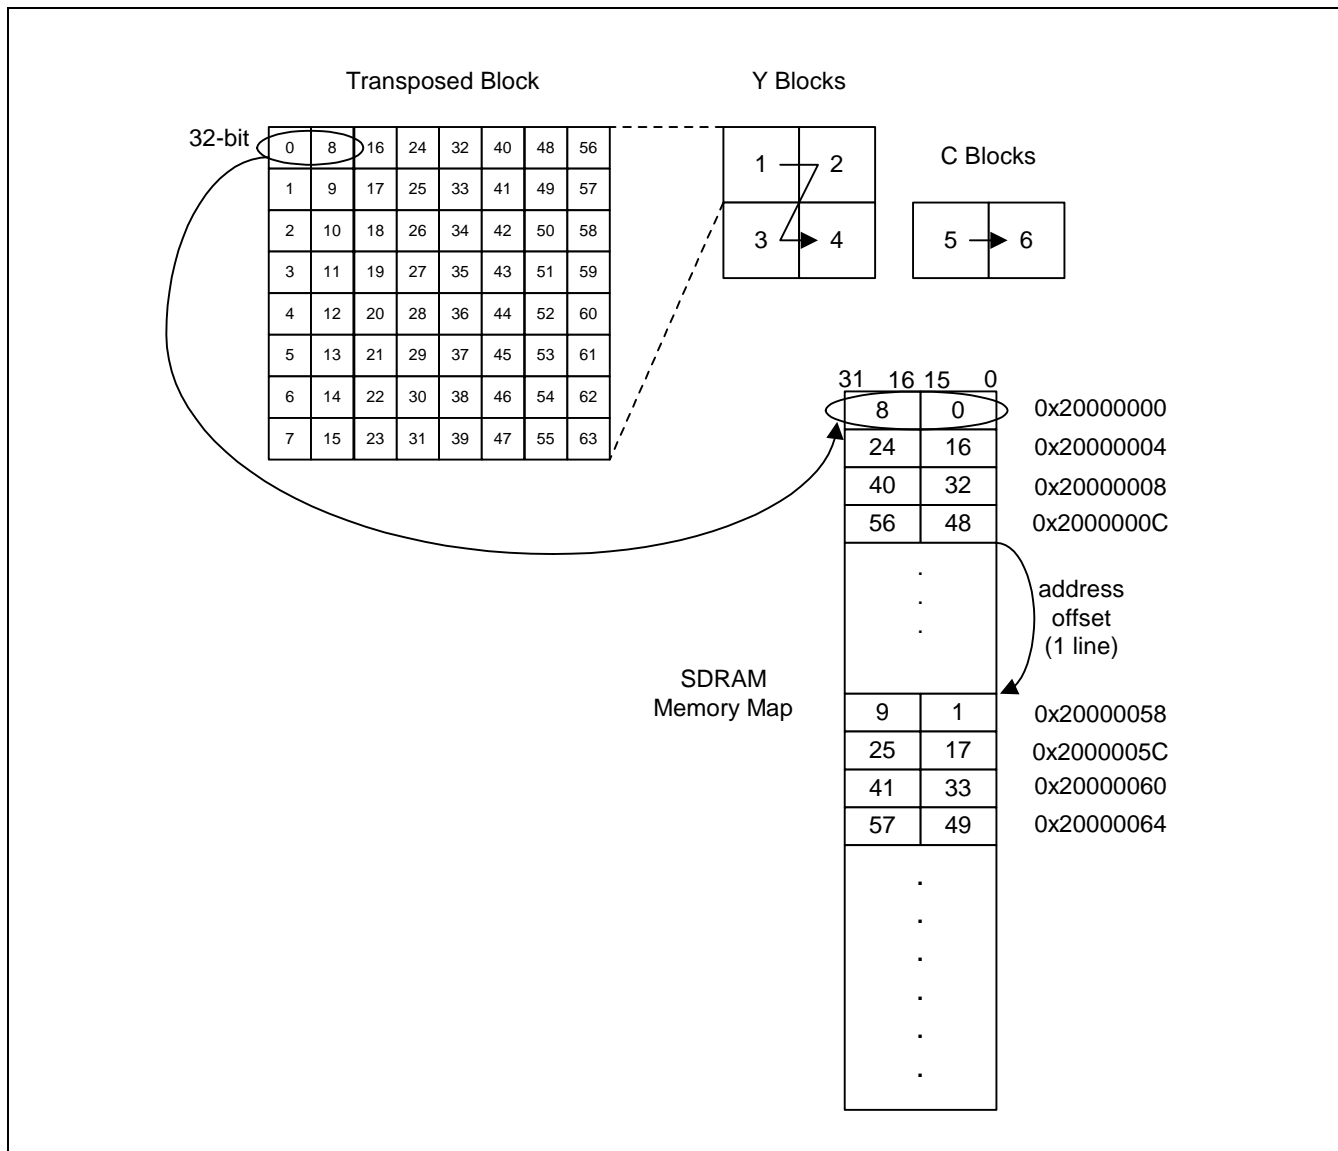 Transposed Block
Y Blocks
32-bit
0 8 16 24 32 40 48 56
1 9 17 25 33 41 49 57
2 10 18 26 34 42 50 58
3 11 19 27 35 43 51 59
4 12 20 28 36 44 52 60
5 13 21 29 37 45 53 61
6 14 22 30 38 46 54 62
7 15 23 31 39 47 55 63
1 2
3 4
C Blocks
5 6
31 16 15 0
8 0 0x20000000
24 16 0x20000004
40 32 0x20000008
56 48 0x2000000C
.
.
.
address
offset
(1 line)
SDRAM
Memory Map
9 1 0x20000058
25 17 0x2000005C
41 33 0x20000060
57 49 0x20000064
.
.
.
.
.
.